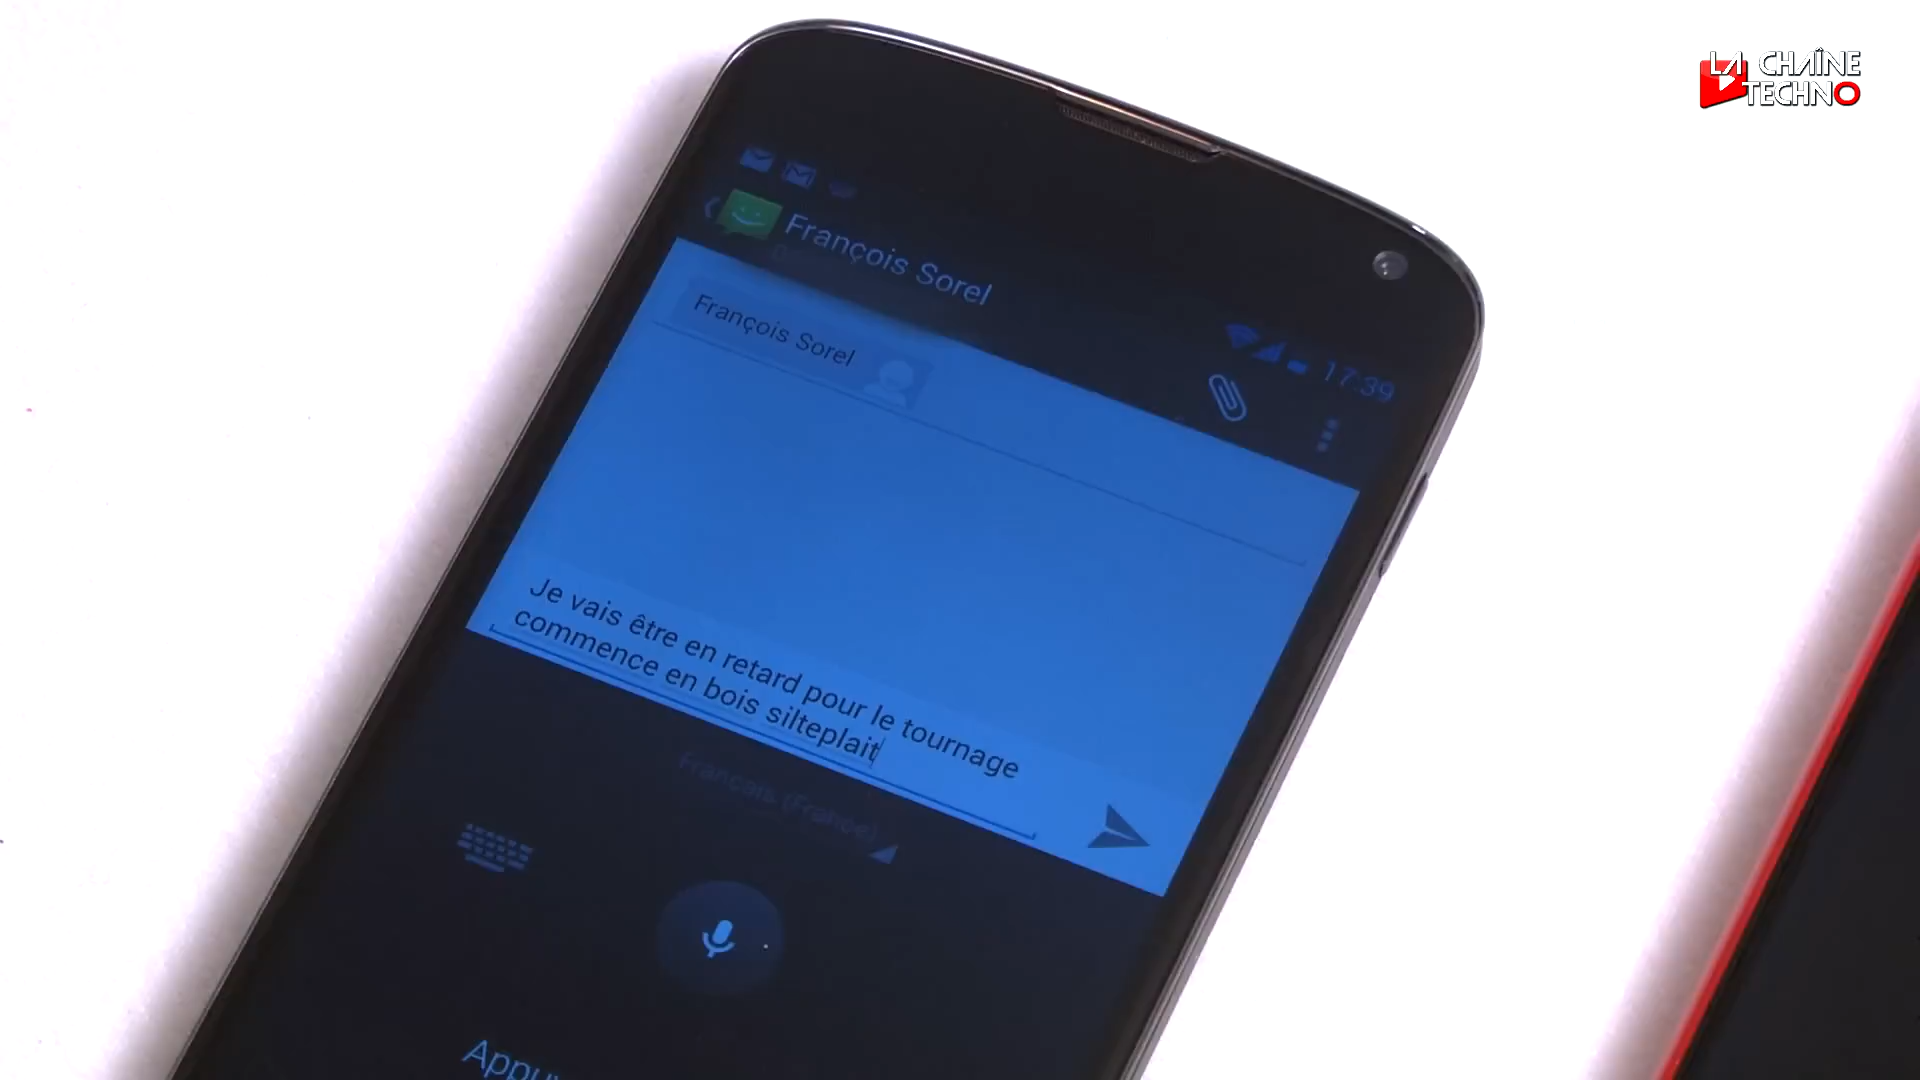 LA CHAÎNE
TECHNO
François Sorel
17:39
François Sorel
Je vais être en retard pour le tournage
commence en bois silteplait
Français (France)